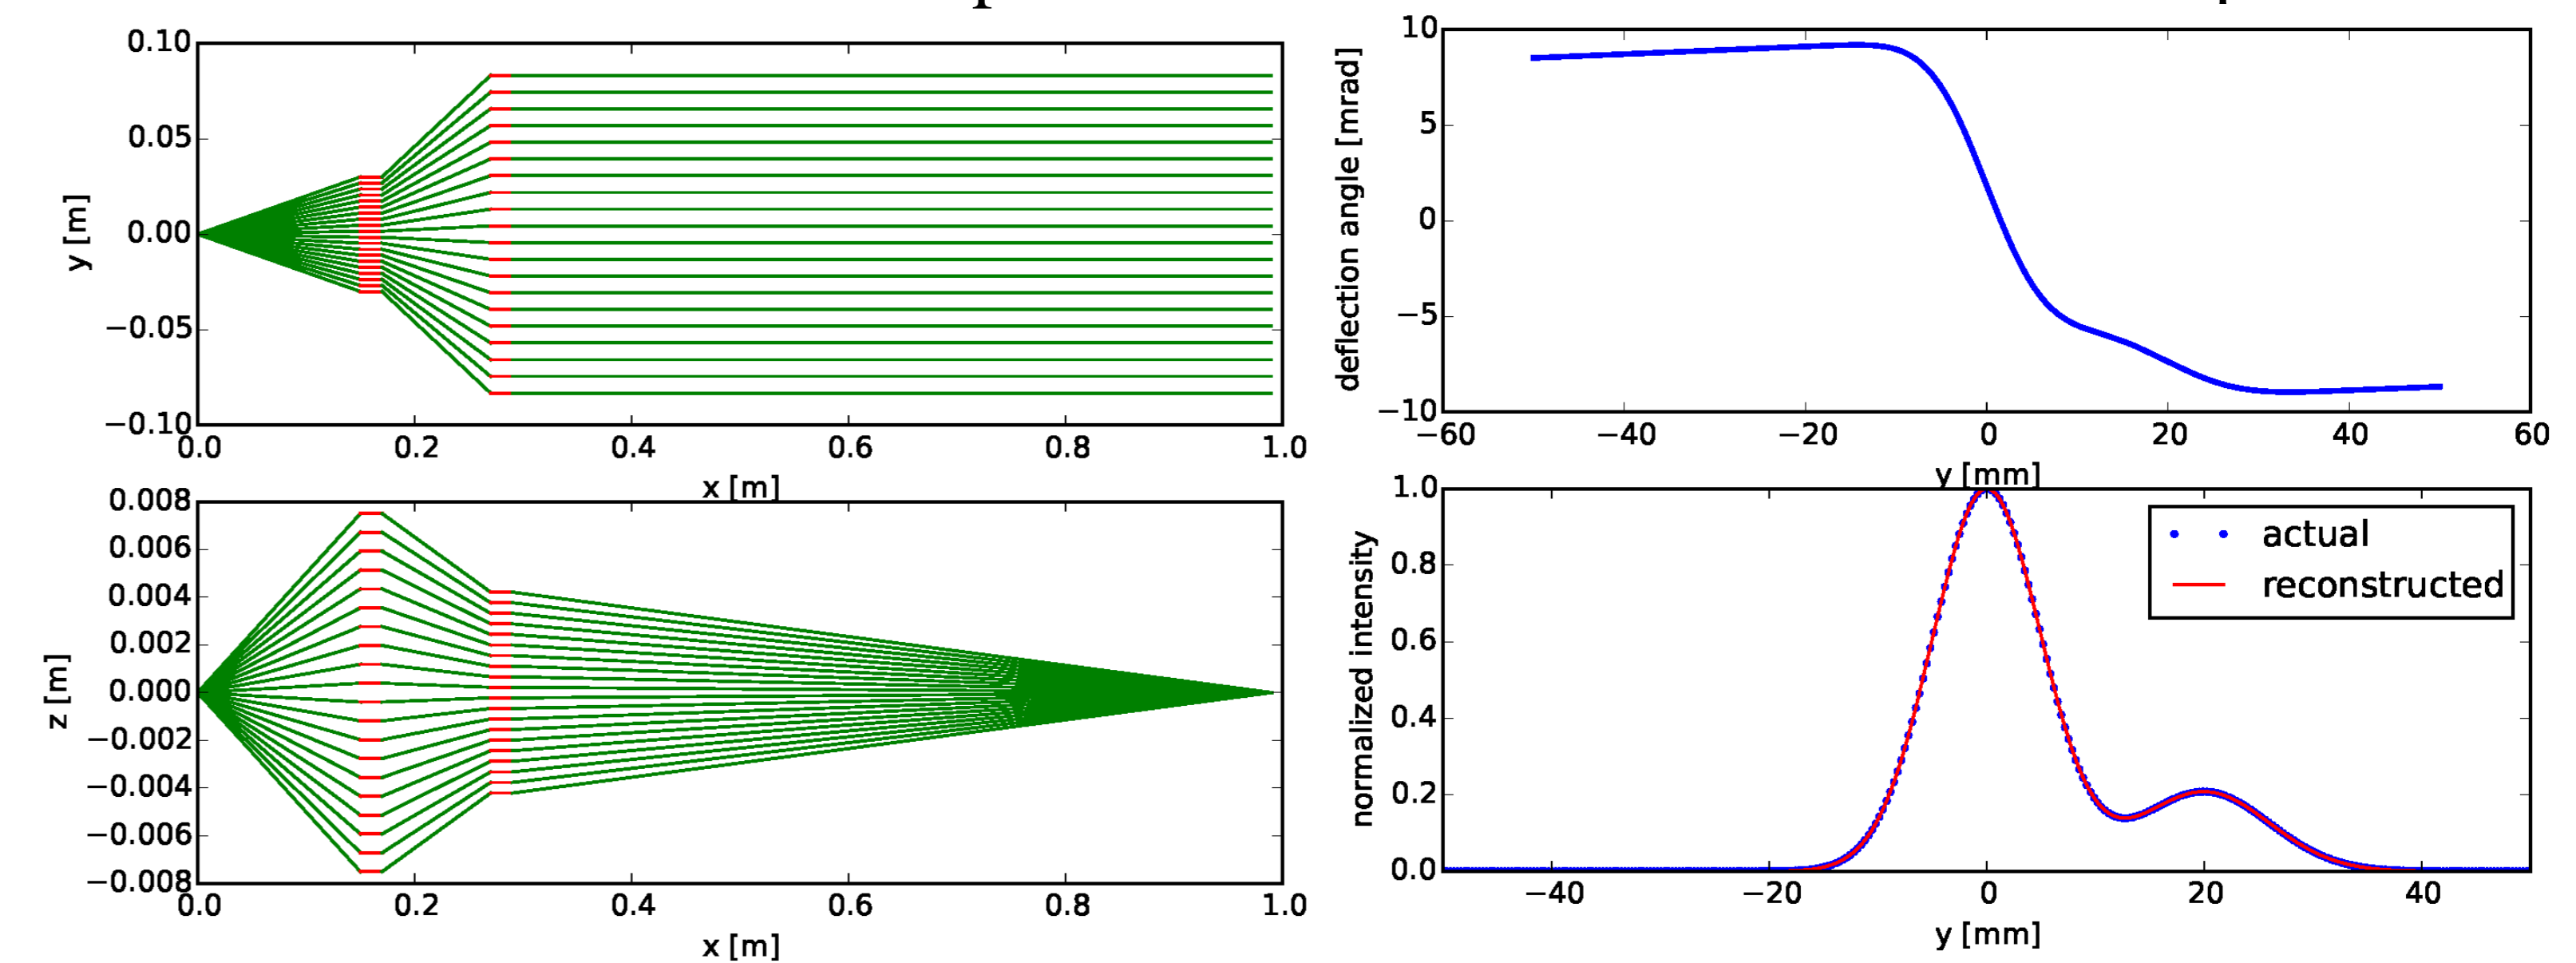 0.10
0.05
0.00
−0.05
−0.10
y [m]
0.0 0.2 0.4 0.6 0.8 1.0
x [m]
10
5
0
−5
−10
deflection angle [mrad]
−60 −40 −20 0 20 40 60
y [mm]
0.008
0.006
0.004
0.002
0.000
−0.002
−0.004
−0.006
−0.008
z [m]
0.0 0.2 0.4 0.6 0.8 1.0
x [m]
1.0
0.8
0.6
0.4
0.2
0.0
normalized intensity
actual
reconstructed
−40 −20 0 20 40
y [mm]